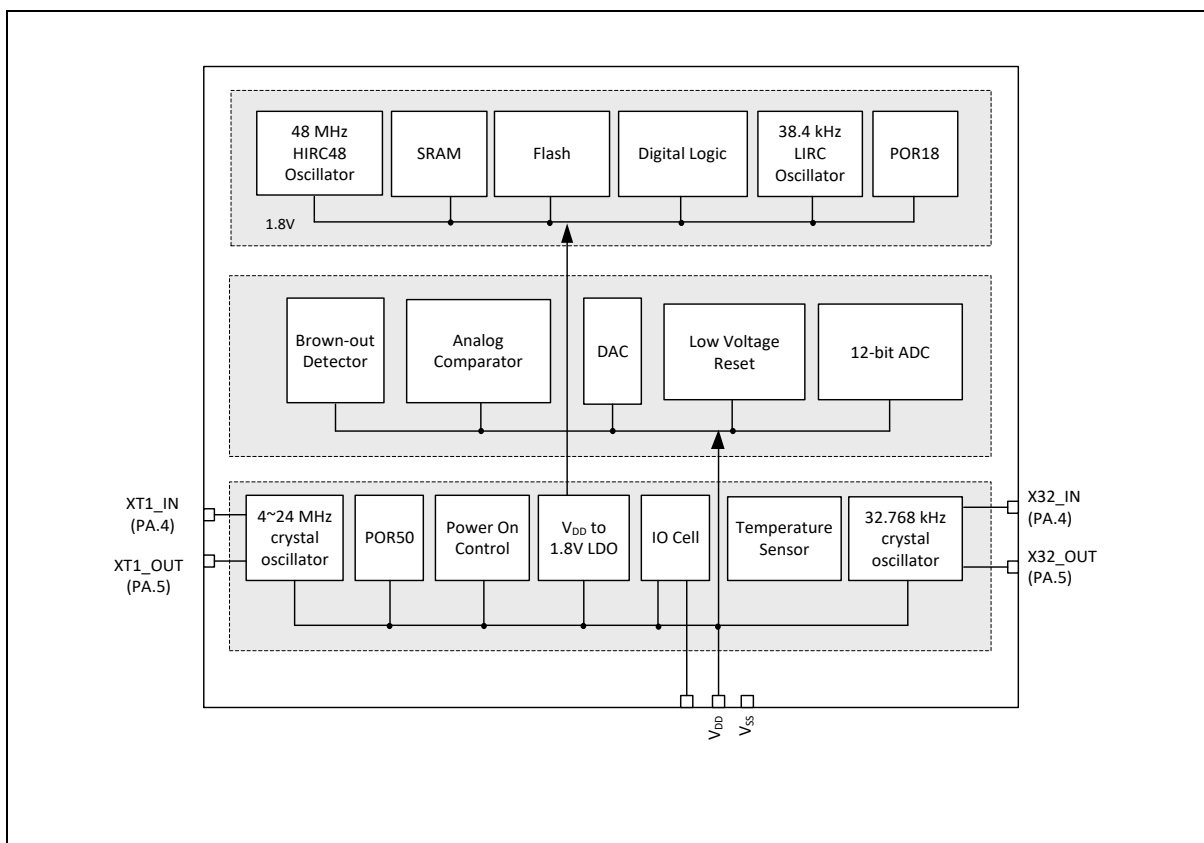 48 MHz
HIRC48
Oscillator
SRAM
Flash
Digital Logic
38.4 kHz
LIRC
Oscillator
POR18
1.8V
Brown-out
Detector
Analog
Comparator
DAC
Low Voltage
Reset
12-bit ADC
XT1_IN
(PA.4)
XT1_OUT
(PA.5)
4~24 MHz
crystal
oscillator
POR50
Power On
Control
VDD to
1.8V LDO
IO Cell
Temperature
Sensor
32.768 kHz
crystal
oscillator
X32_IN
(PA.4)
X32_OUT
(PA.5)
VDD
VSS